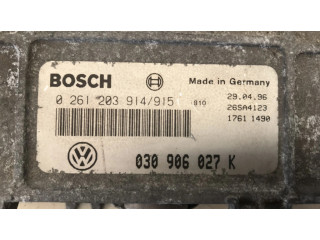 BOSCH
Made in Germany
0 261 203 914/915 810
29.04.96
26SA4123
1761 1490
VW
030 906 027 K